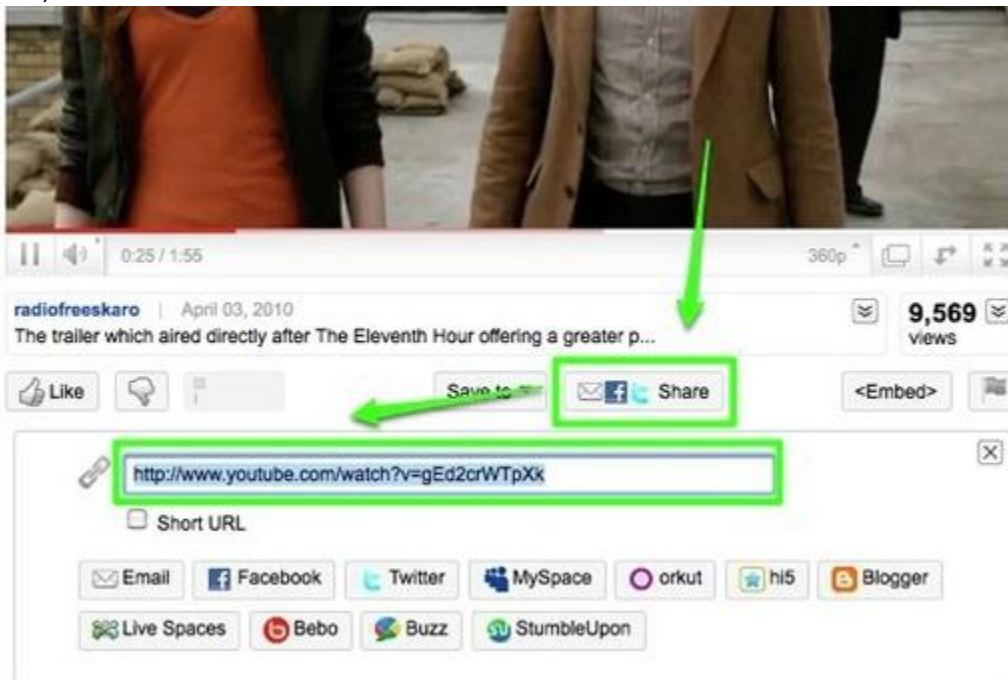 0:25 / 1:55 360p
radiofreeskaro | April 03, 2010
The trailer which aired directly after The Eleventh Hour offering a greater p...
9,569
views
Like Save to Share <Embed>
http://www.youtube.com/watch?v=gEd2crWTpXk
Short URL
Email Facebook Twitter MySpace orkut hi5 Blogger
Live Spaces Bebo Buzz StumbleUpon